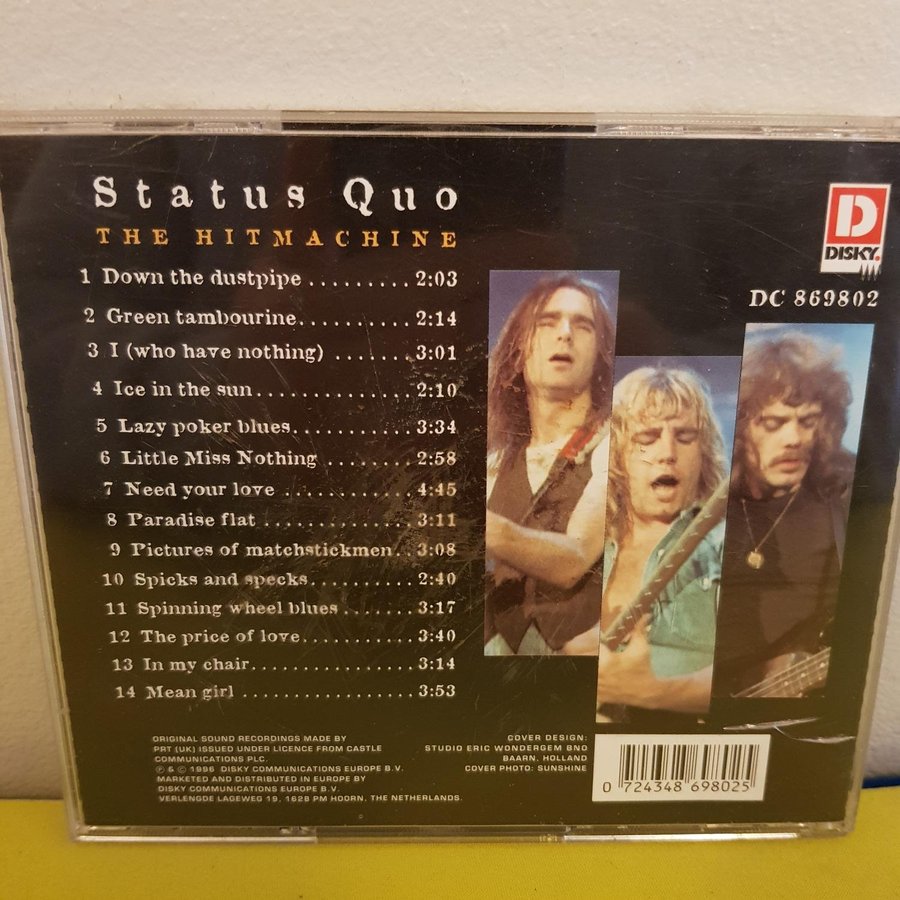 Status Quo
THE HITMACHINE
1 Down the dustpipe ......... 2:03
2 Green tambourine.......... 2:14
3 I (who have nothing) ....... 3:01
4 Ice in the sun.............. 2:10
5 Lazy poker blues........... 3:34
6 Little Miss Nothing ........ 2:58
7 Need your love ............ 4:45
8 Paradise flat .............. 3:11
9 Pictures of matchstickmen.. 3:08
10 Spicks and specks.......... 2:40
11 Spinning wheel blues ....... 3:17
12 The price of love........... 3:40
13 In my chair................ 3:14
14 Mean girl ................. 3:53
D
DISKY.
DC 869802
ORIGINAL SOUND RECORDINGS MADE BY
PRT (UK) ISSUED UNDER LICENCE FROM CASTLE
COMMUNICATIONS PLC.
℗ & © 1996 DISKY COMMUNICATIONS EUROPE B.V.
MARKETED AND DISTRIBUTED IN EUROPE BY
DISKY COMMUNICATIONS EUROPE B.V.
VERLENGDE LAGEWEG 19, 1628 PM HOORN. THE NETHERLANDS.
COVER DESIGN:
STUDIO ERIC WONDERGEM BNO
BAARN. HOLLAND
COVER PHOTO: SUNSHINE
0 724348 698025